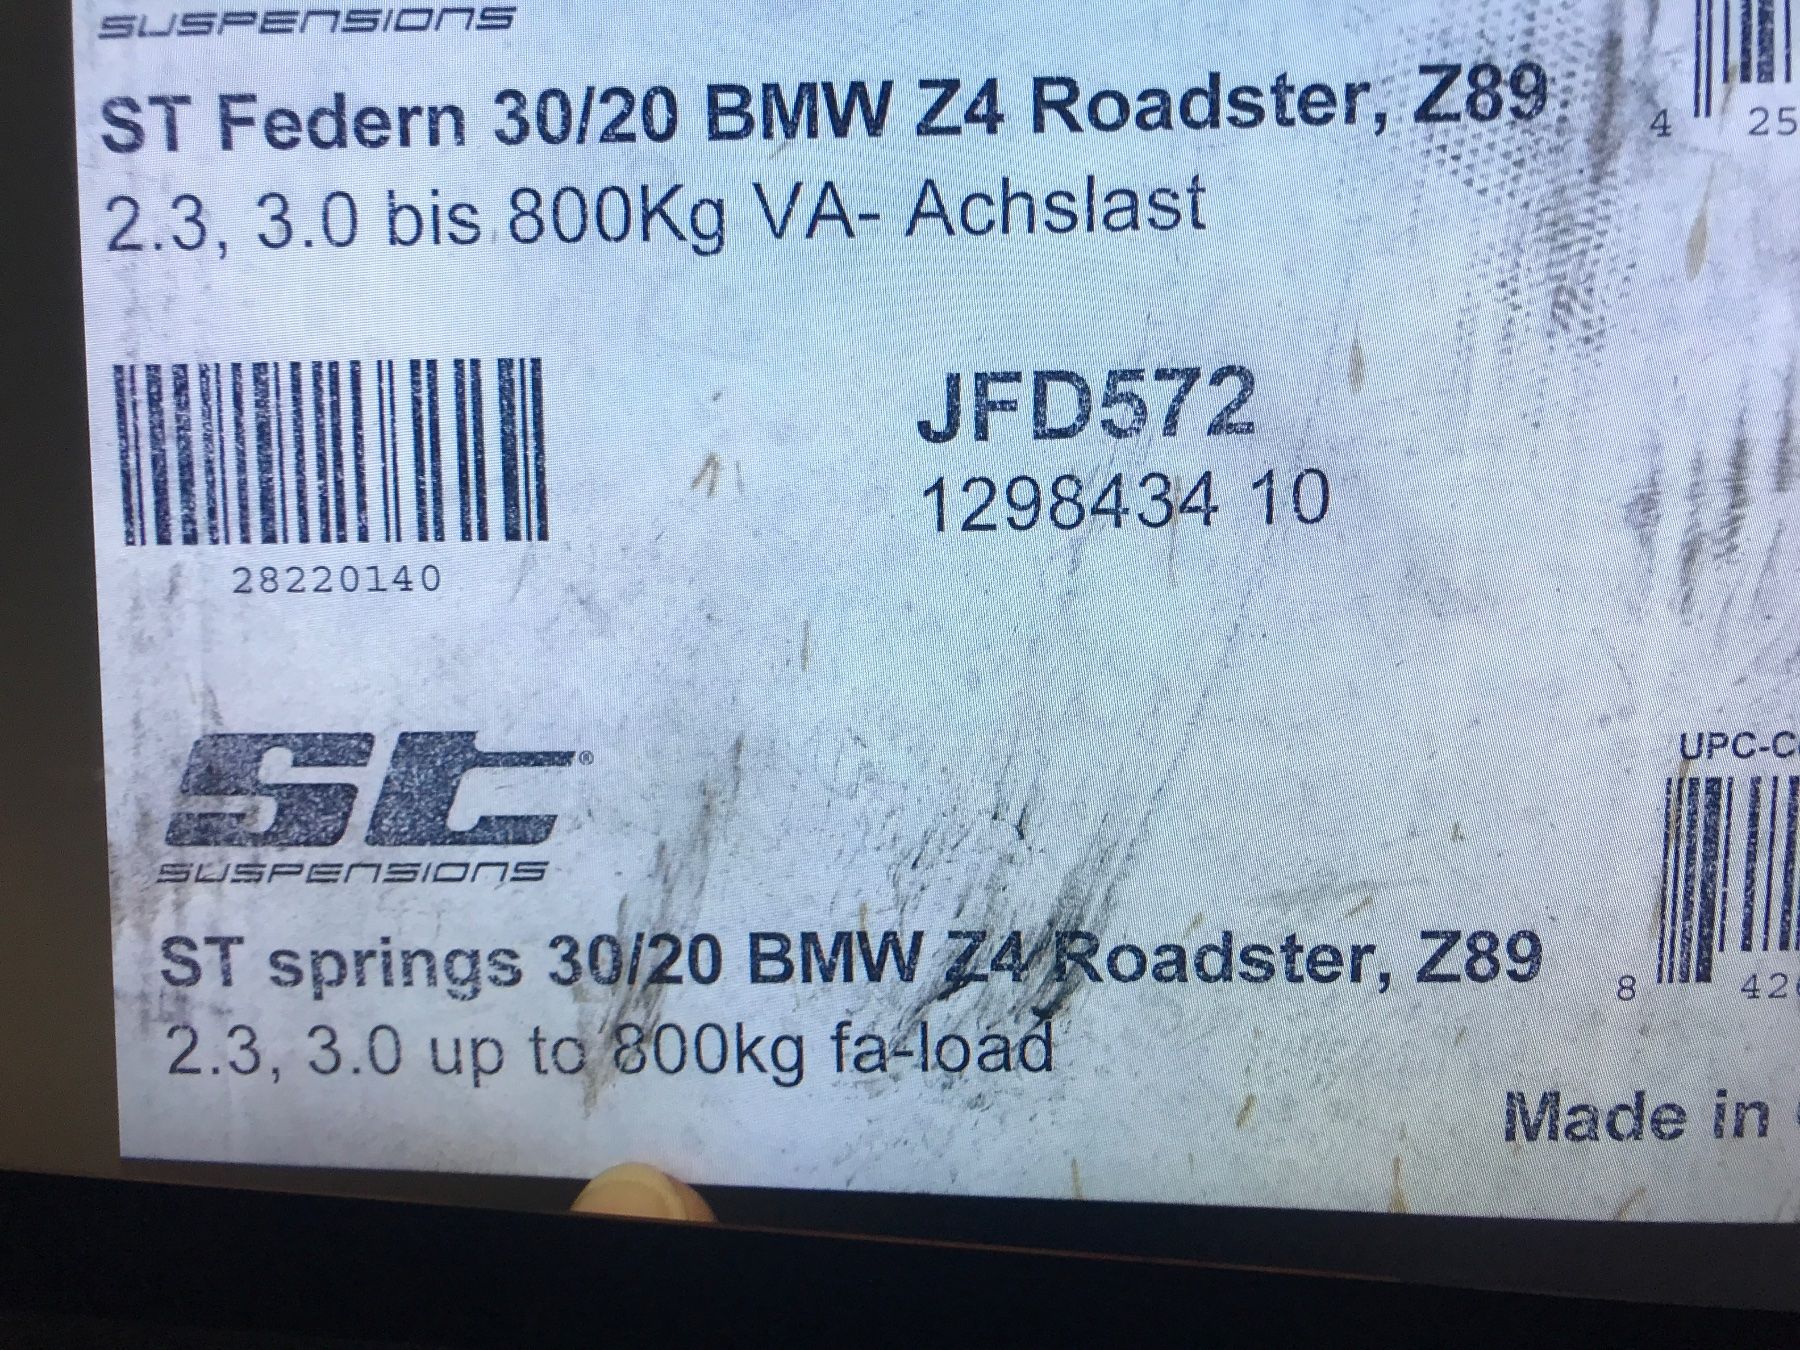 SUSPENSIONS
ST Federn 30/20 BMW Z4 Roadster, Z89
2.3, 3.0 bis 800Kg VA- Achslast
4 25
JFD572
1298434 10
28220140
st®
SUSPENSIONS
UPC-C
ST springs 30/20 BMW Z4 Roadster, Z89
2.3, 3.0 up to 800kg fa-load
8 42
Made in